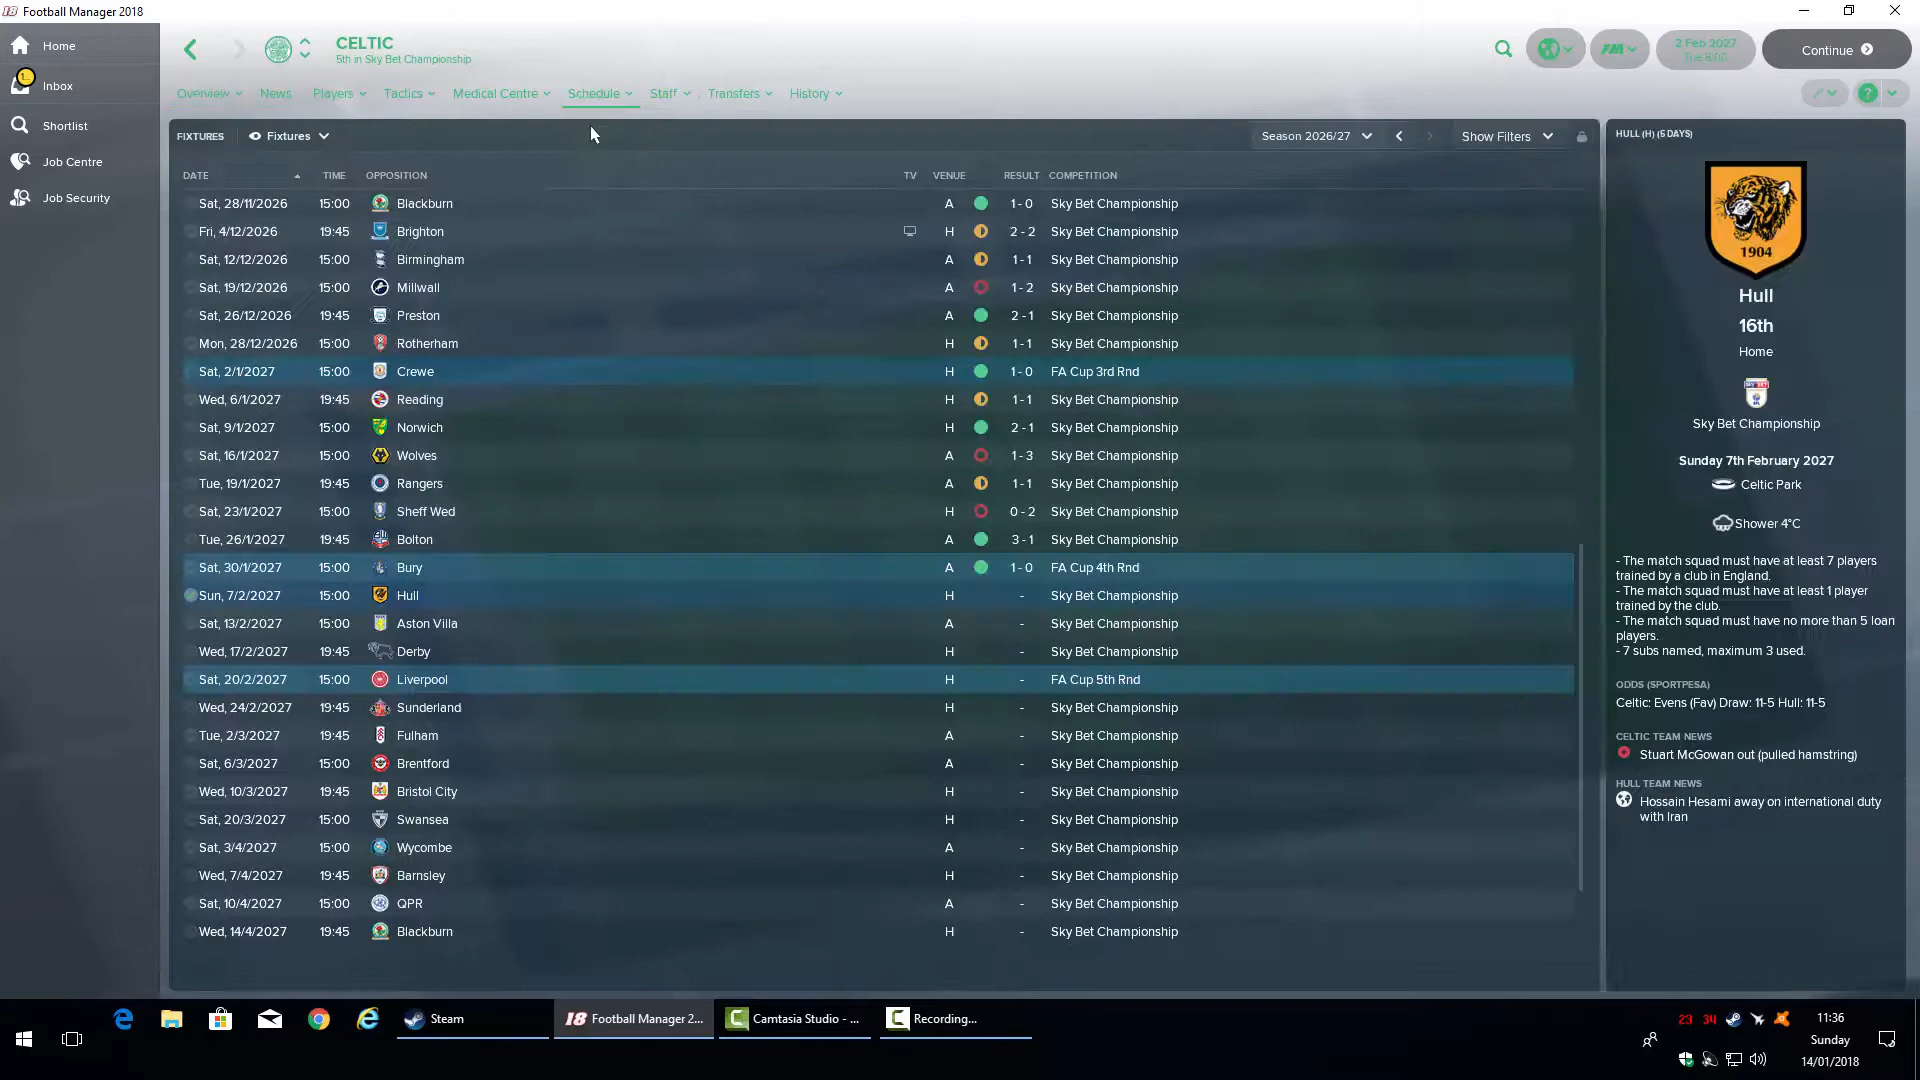 Football Manager 2018
Home
Inbox
Shortlist
Job Centre
Job Security
CELTIC
5th in Sky Bet Championship
2 Feb 2027
Continue
Overview News Players Tactics Medical Centre Schedule Staff Transfers History
FIXTURES Fixtures Season 2026/27 Show Filters
DATE TIME OPPOSITION TV VENUE RESULT COMPETITION
Sat, 28/11/2026 15:00 Blackburn A 1 - 0 Sky Bet Championship
Fri, 4/12/2026 19:45 Brighton H 2 - 2 Sky Bet Championship
Sat, 12/12/2026 15:00 Birmingham A 1 - 1 Sky Bet Championship
Sat, 19/12/2026 15:00 Millwall A 1 - 2 Sky Bet Championship
Sat, 26/12/2026 19:45 Preston A 2 - 1 Sky Bet Championship
Mon, 28/12/2026 15:00 Rotherham H 1 - 1 Sky Bet Championship
Sat, 2/1/2027 15:00 Crewe H 1 - 0 FA Cup 3rd Rnd
Wed, 6/1/2027 19:45 Reading H 1 - 1 Sky Bet Championship
Sat, 9/1/2027 15:00 Norwich H 2 - 1 Sky Bet Championship
Sat, 16/1/2027 15:00 Wolves A 1 - 3 Sky Bet Championship
Tue, 19/1/2027 19:45 Rangers A 1 - 1 Sky Bet Championship
Sat, 23/1/2027 15:00 Sheff Wed H 0 - 2 Sky Bet Championship
Tue, 26/1/2027 19:45 Bolton A 3 - 1 Sky Bet Championship
Sat, 30/1/2027 15:00 Bury A 1 - 0 FA Cup 4th Rnd
Sun, 7/2/2027 15:00 Hull H - Sky Bet Championship
Sat, 13/2/2027 15:00 Aston Villa A - Sky Bet Championship
Wed, 17/2/2027 19:45 Derby H - Sky Bet Championship
Sat, 20/2/2027 15:00 Liverpool H - FA Cup 5th Rnd
Wed, 24/2/2027 19:45 Sunderland H - Sky Bet Championship
Tue, 2/3/2027 19:45 Fulham A - Sky Bet Championship
Sat, 6/3/2027 15:00 Brentford A - Sky Bet Championship
Wed, 10/3/2027 19:45 Bristol City H - Sky Bet Championship
Sat, 20/3/2027 15:00 Swansea H - Sky Bet Championship
Sat, 3/4/2027 15:00 Wycombe A - Sky Bet Championship
Wed, 7/4/2027 19:45 Barnsley H - Sky Bet Championship
Sat, 10/4/2027 15:00 QPR A - Sky Bet Championship
Wed, 14/4/2027 19:45 Blackburn H - Sky Bet Championship
HULL (H) (5 DAYS)
1904
Hull
16th
Home
Sky Bet Championship
Sunday 7th February 2027
Celtic Park
Shower 4°C
- The match squad must have at least 7 players
trained by a club in England.
- The match squad must have at least 1 player
trained by the club.
- The match squad must have no more than 5 loan
players.
- 7 subs named, maximum 3 used.
ODDS (SPORTPESA)
Celtic: Evens (Fav) Draw: 11-5 Hull: 11-5
CELTIC TEAM NEWS
Stuart McGowan out (pulled hamstring)
HULL TEAM NEWS
Hossain Hesami away on international duty
with Iran
Steam
18 Football Manager 2...
Camtasia Studio - ...
Recording...
23 34
11:36
Sunday
14/01/2018